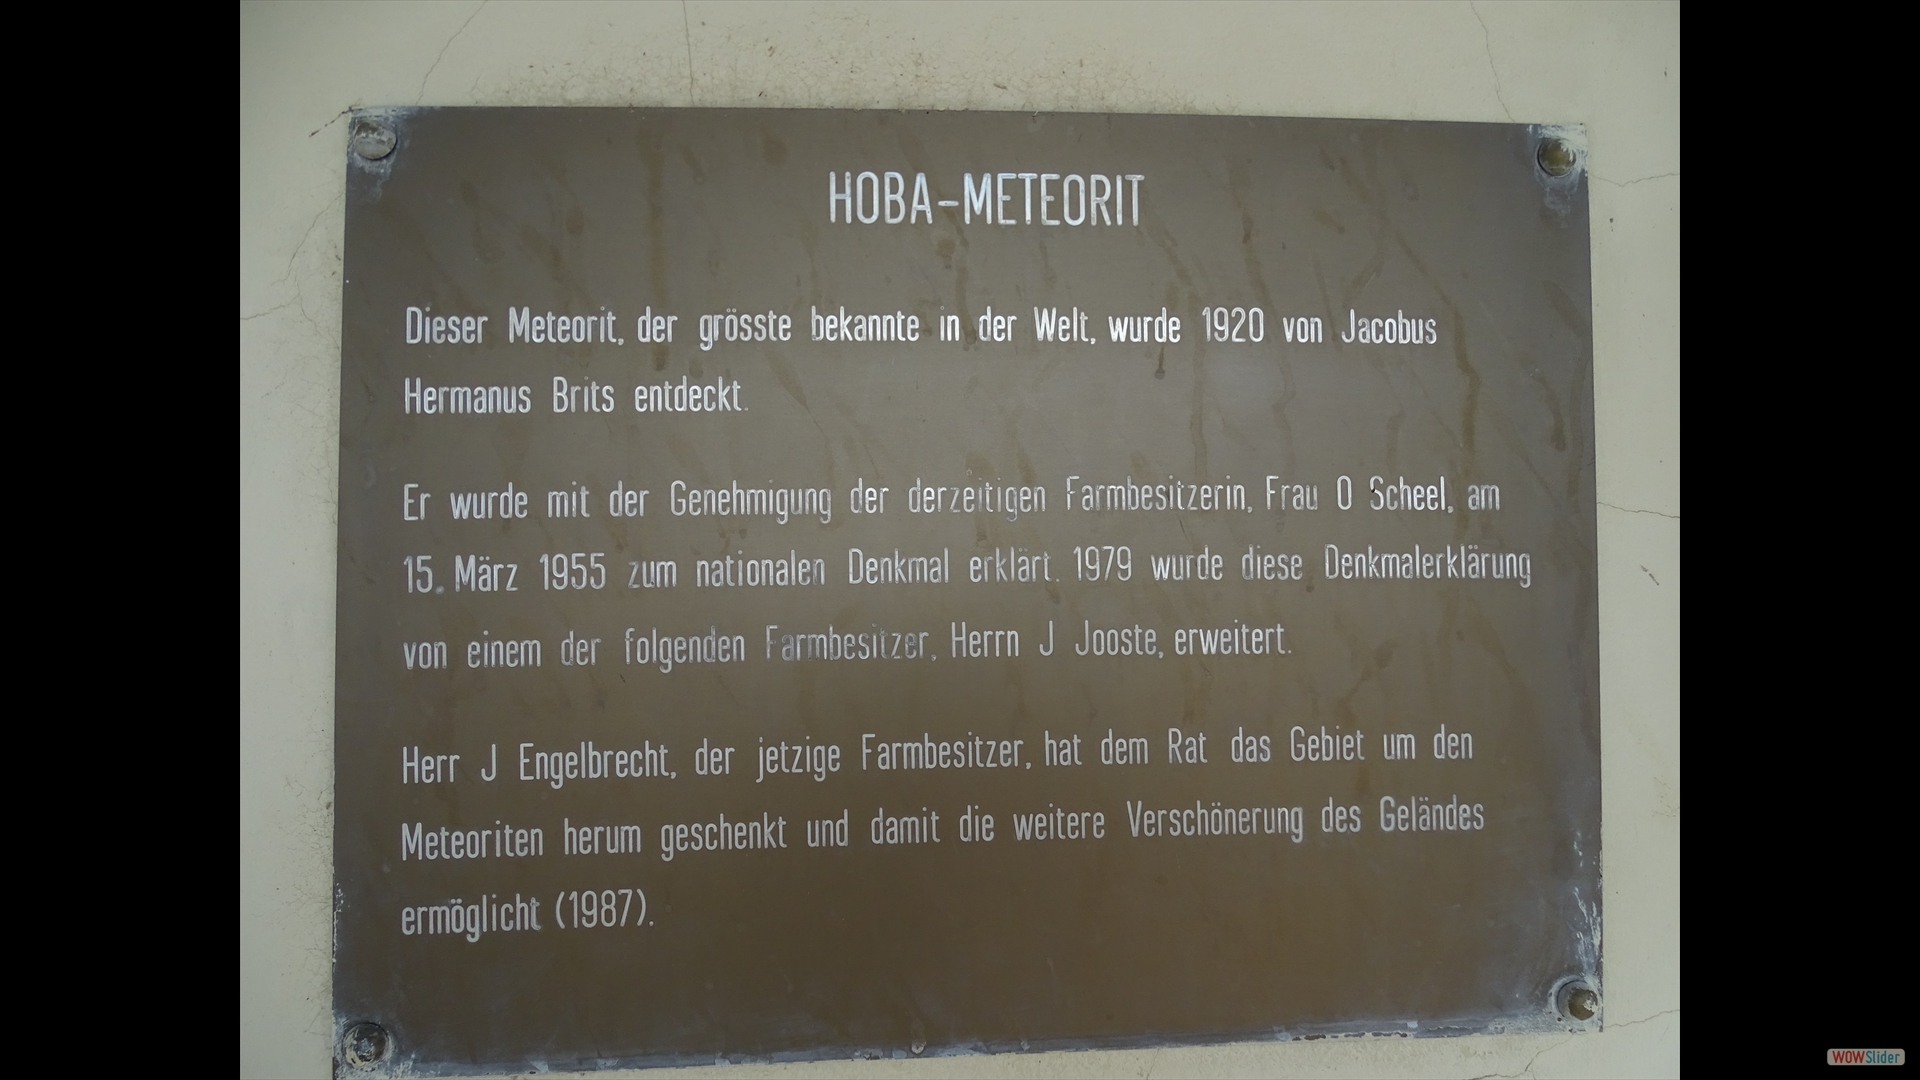 HOBA-METEORIT
Dieser Meteorit, der grösste bekannte in der Welt, wurde 1920 von Jacobus
Hermanus Brits entdeckt.
Er wurde mit der Genehmigung der derzeitigen Farmbesitzerin, Frau O Scheel, am
15. März 1955 zum nationalen Denkmal erklärt. 1979 wurde diese Denkmalerklärung
von einem der folgenden Farmbesitzer, Herrn J Jooste, erweitert.
Herr J Engelbrecht, der jetzige Farmbesitzer, hat dem Rat das Gebiet um den
Meteoriten herum geschenkt und damit die weitere Verschönerung des Geländes
ermöglicht (1987).
WOWSlider